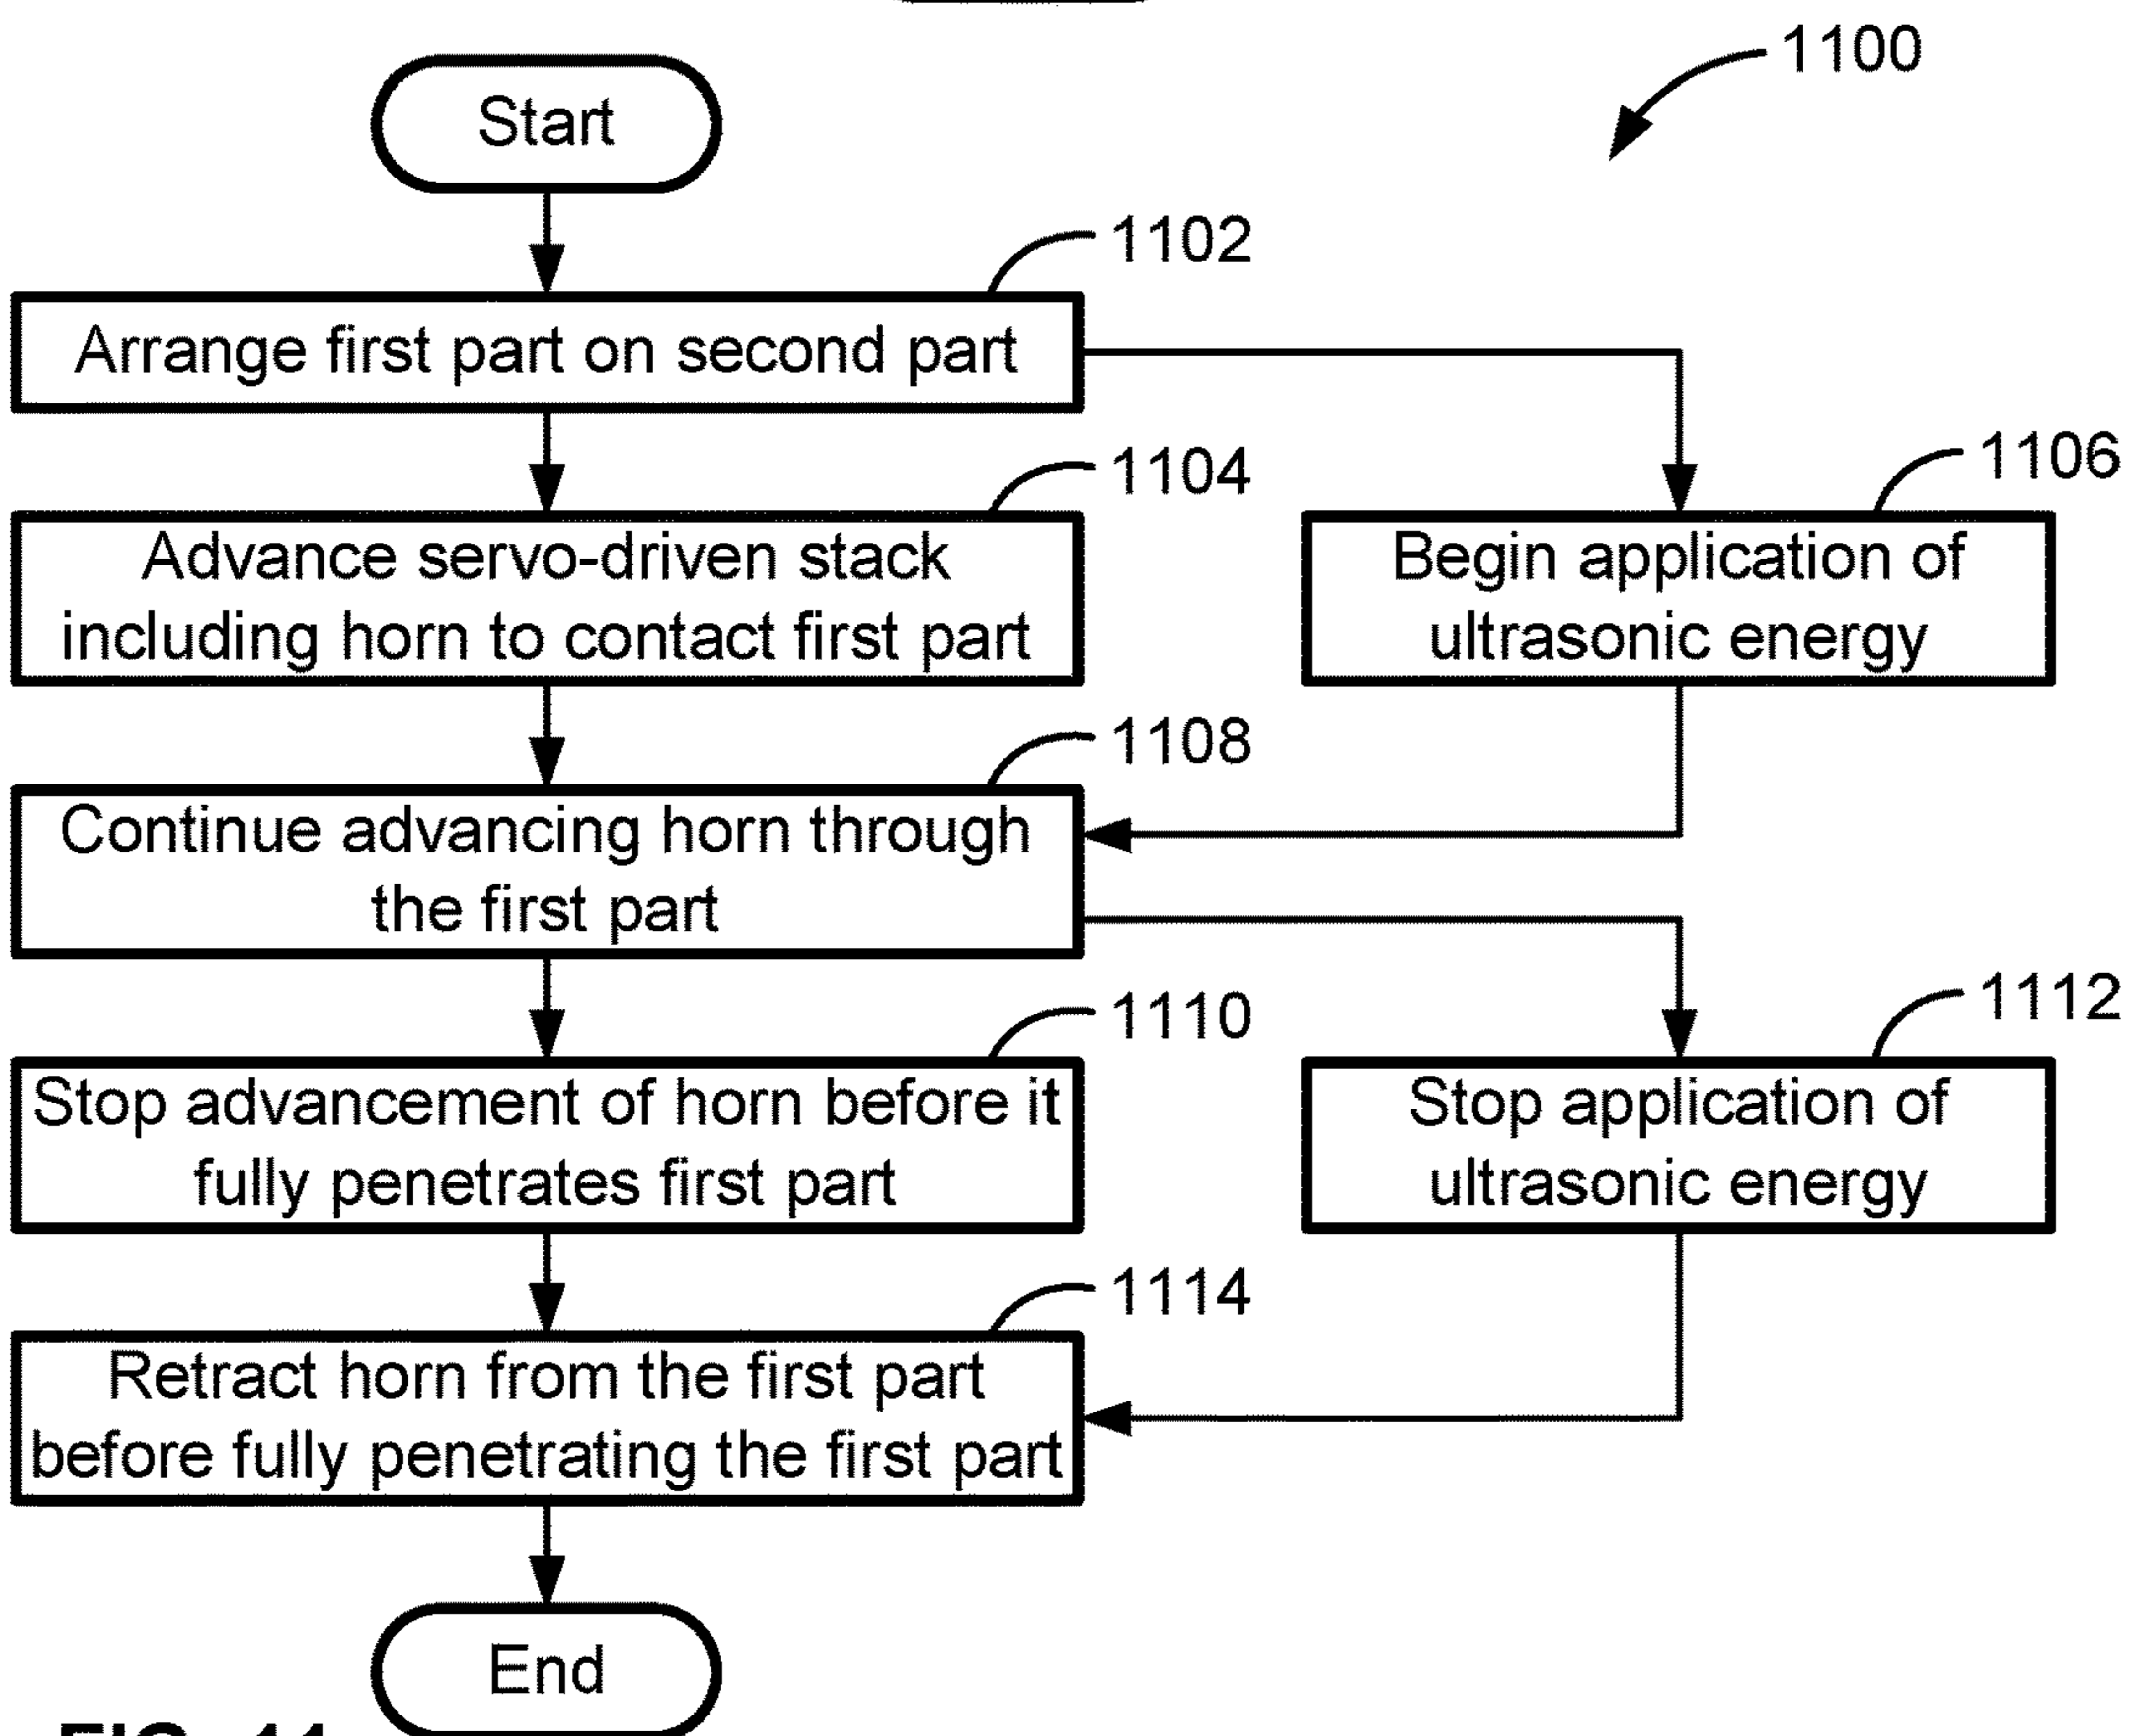 1100
Start
1102
Arrange first part on second part
1104
Advance servo-driven stack
including horn to contact first part
1106
Begin application of
ultrasonic energy
1108
Continue advancing horn through
the first part
1110
Stop advancement of horn before it
fully penetrates first part
1112
Stop application of
ultrasonic energy
1114
Retract horn from the first part
before fully penetrating the first part
End